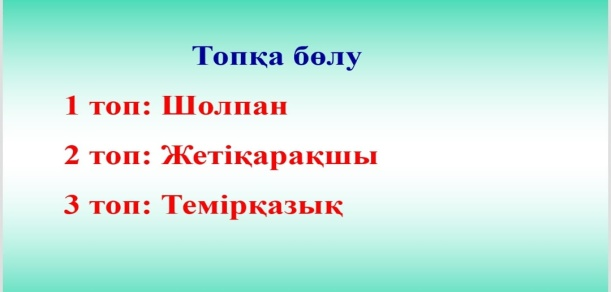 Топқа бөлу
1 топ: Шолпан
2 топ: Жетіқарақшы
3 топ: Темірқазық